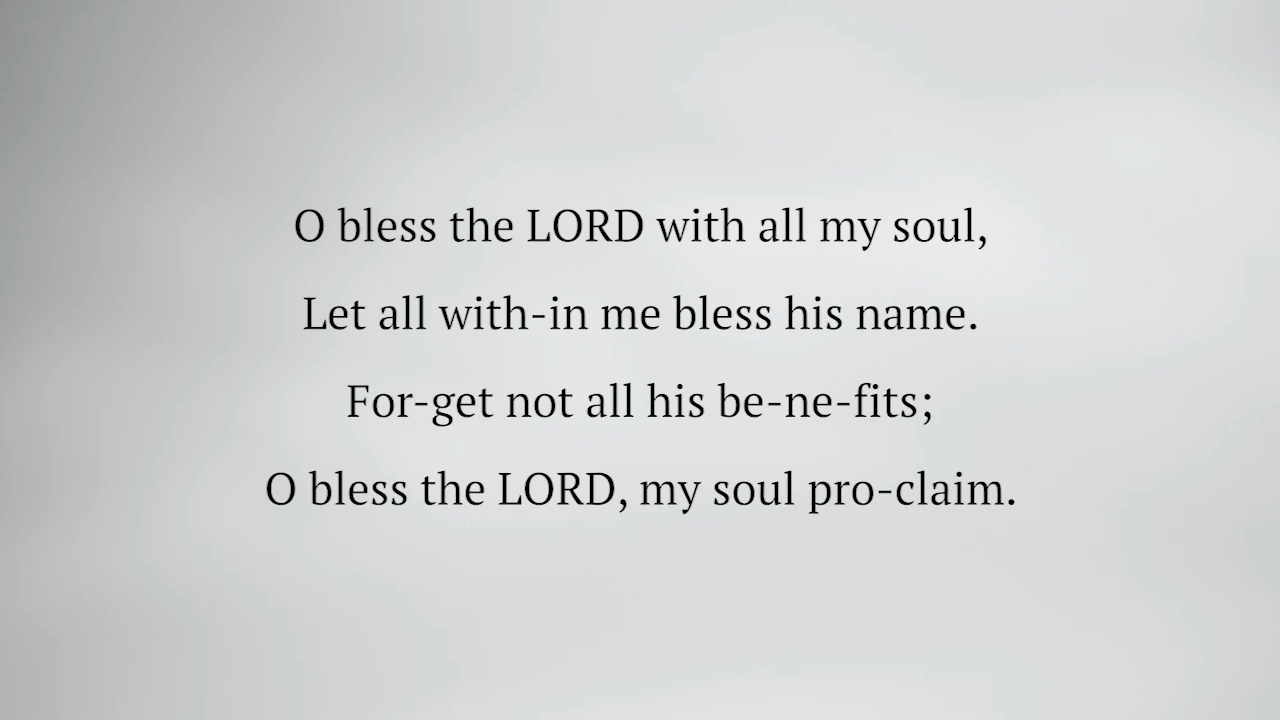 O bless the LORD with all my soul,
Let all with-in me bless his name.
For-get not all his be-ne-fits;
O bless the LORD, my soul pro-claim.